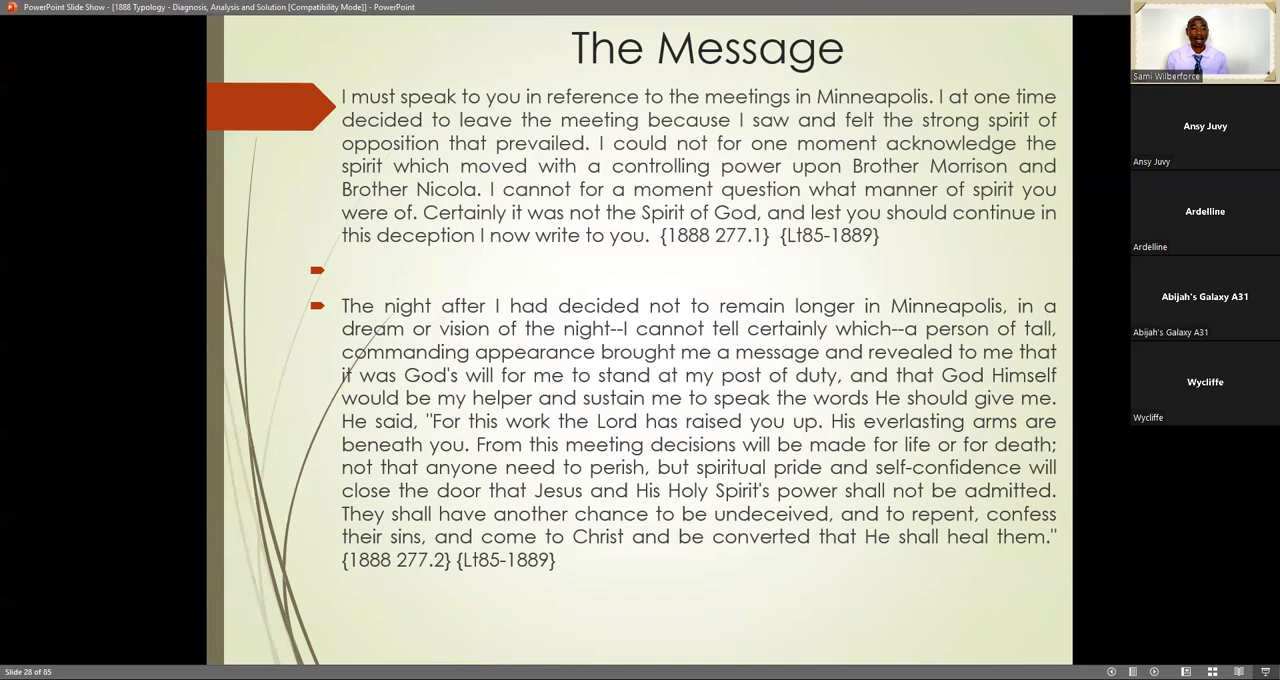 PowerPoint Slide Show - [1888 Typology - Diagnosis, Analysis and Solution [Compatibility Mode]] - PowerPoint
The Message
I must speak to you in reference to the meetings in Minneapolis. I at one time
decided to leave the meeting because I saw and felt the strong spirit of
opposition that prevailed. I could not for one moment acknowledge the
spirit which moved with a controlling power upon Brother Morrison and
Brother Nicola. I cannot for a moment question what manner of spirit you
were of. Certainly it was not the Spirit of God, and lest you should continue in
this deception I now write to you. {1888 277.1} {Lt85-1889}
The night after I had decided not to remain longer in Minneapolis, in a
dream or vision of the night--I cannot tell certainly which--a person of tall,
commanding appearance brought me a message and revealed to me that
it was God's will for me to stand at my post of duty, and that God Himself
would be my helper and sustain me to speak the words He should give me.
He said, "For this work the Lord has raised you up. His everlasting arms are
beneath you. From this meeting decisions will be made for life or for death;
not that anyone need to perish, but spiritual pride and self-confidence will
close the door that Jesus and His Holy Spirit's power shall not be admitted.
They shall have another chance to be undeceived, and to repent, confess
their sins, and come to Christ and be converted that He shall heal them."
{1888 277.2} {Lt85-1889}
Slide 28 of 85
Sami Wilberforce
Ansy Juvy
Ansy Juvy
Ardelline
Ardelline
Abijah's Galaxy A31
Abijah's Galaxy A31
Wycliffe
Wycliffe